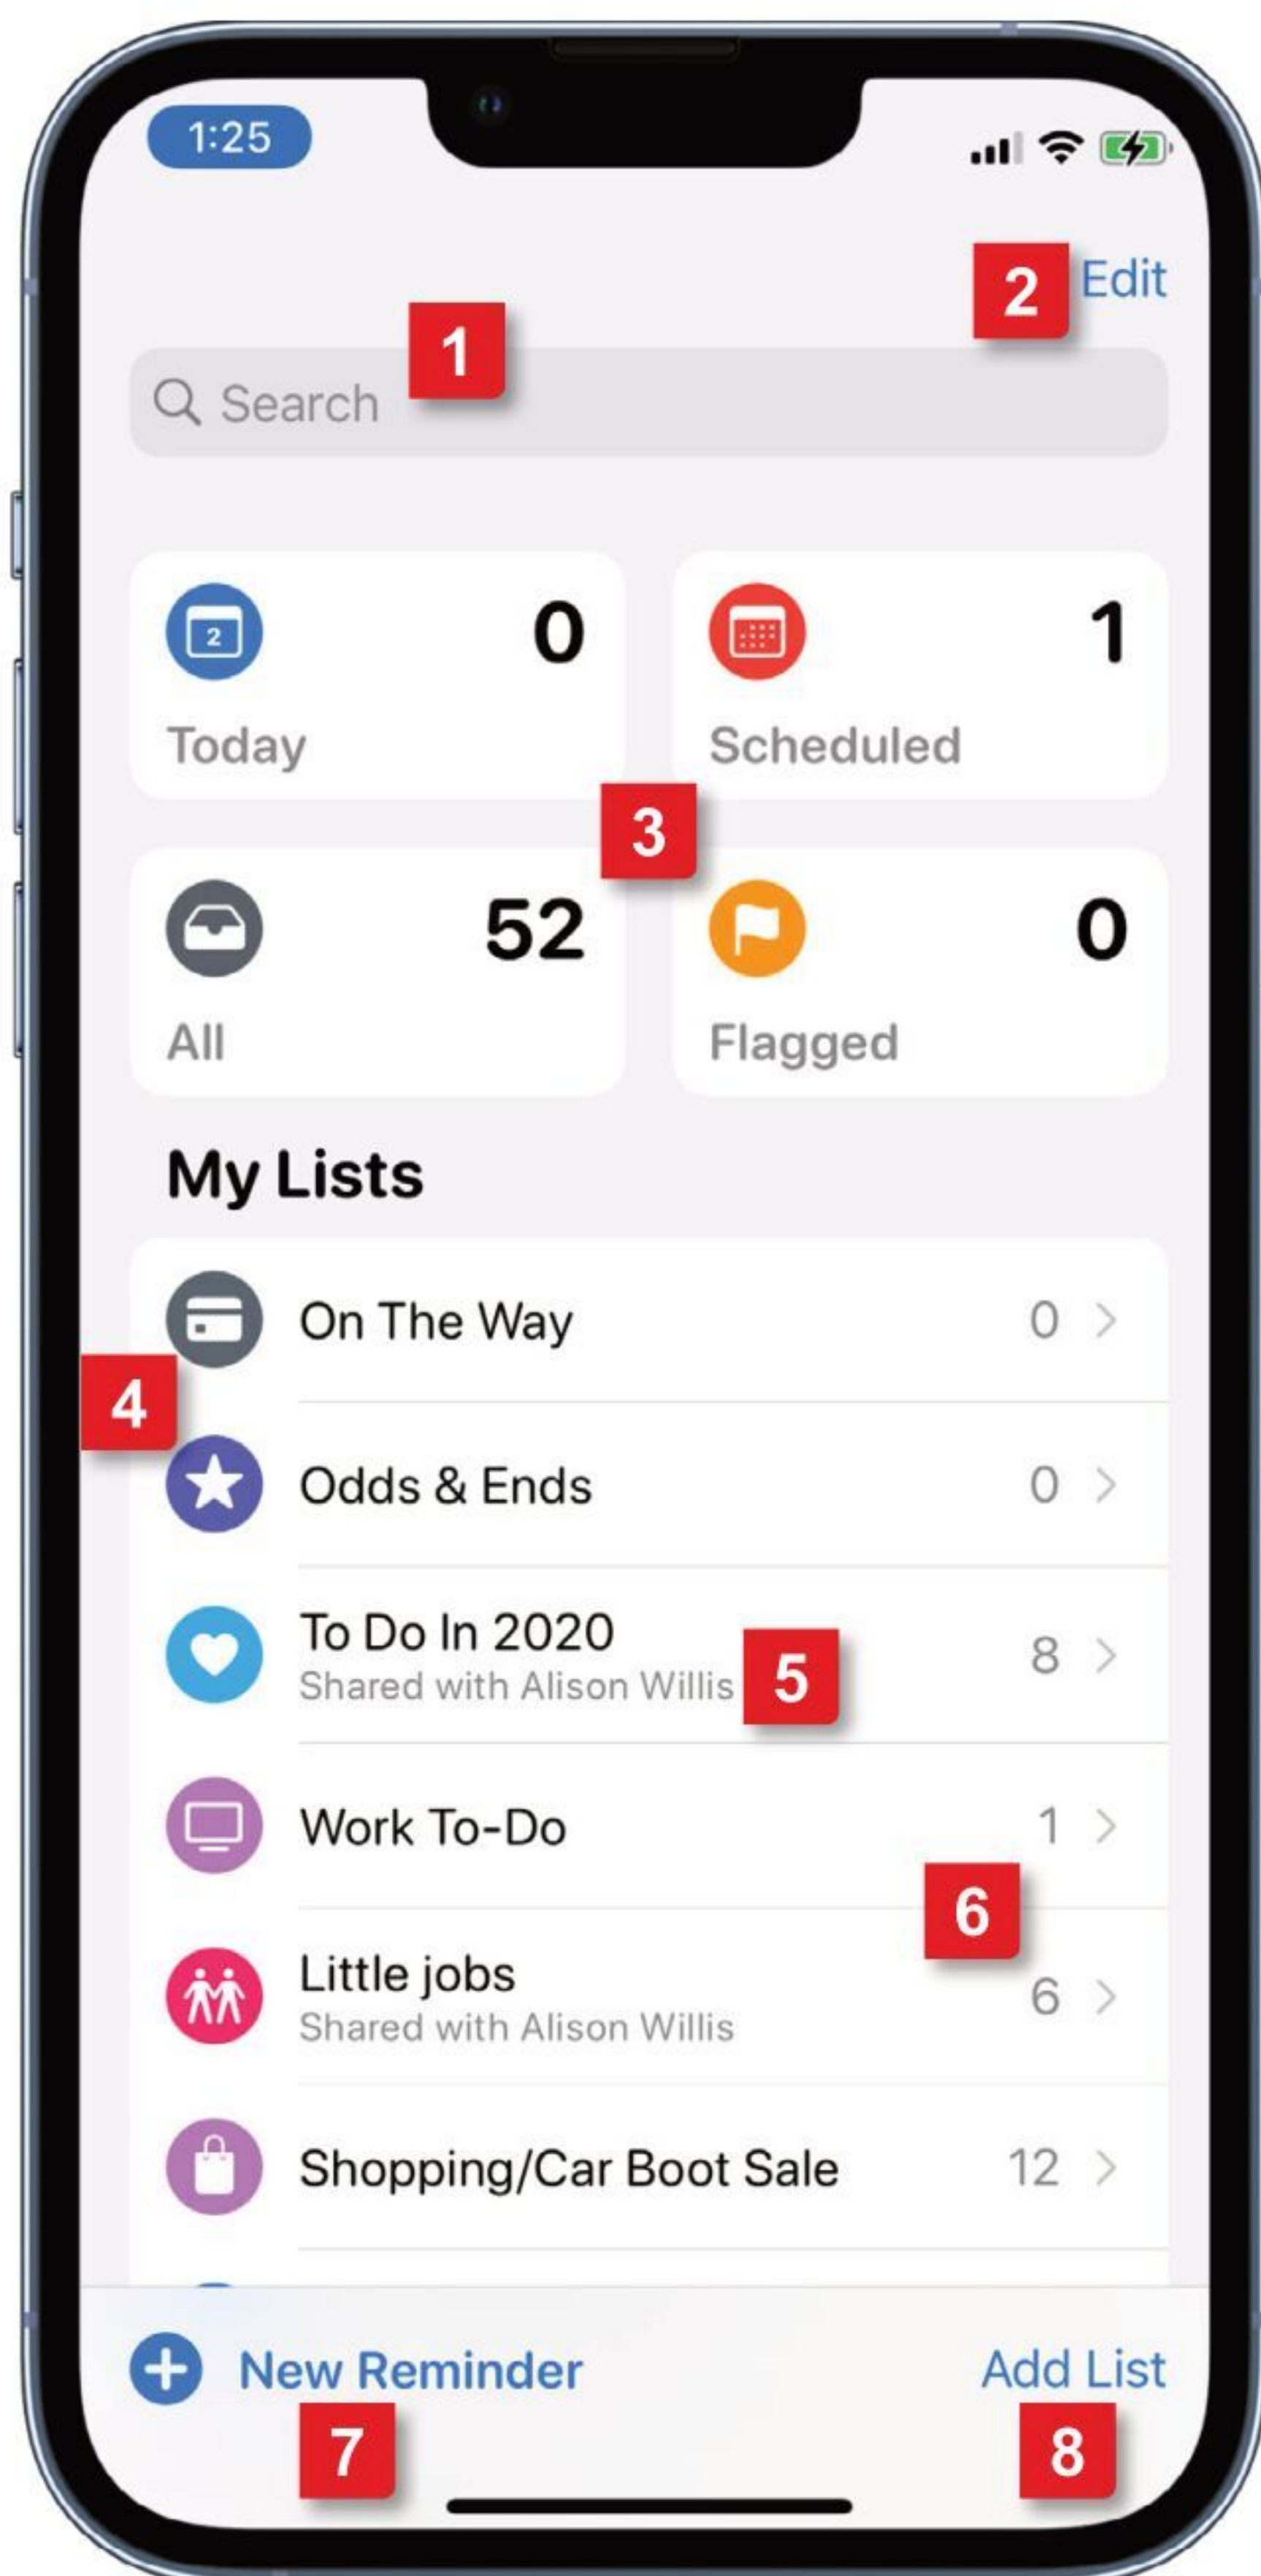 1:25
2 Edit
1
Search
2 0
Today
1
Scheduled
3
52
All
0
Flagged
My Lists
On The Way 0
4
Odds & Ends 0
To Do In 2020
Shared with Alison Willis 5 8
Work To-Do 1
6
Little jobs
Shared with Alison Willis 6
Shopping/Car Boot Sale 12
New Reminder Add List
7 8